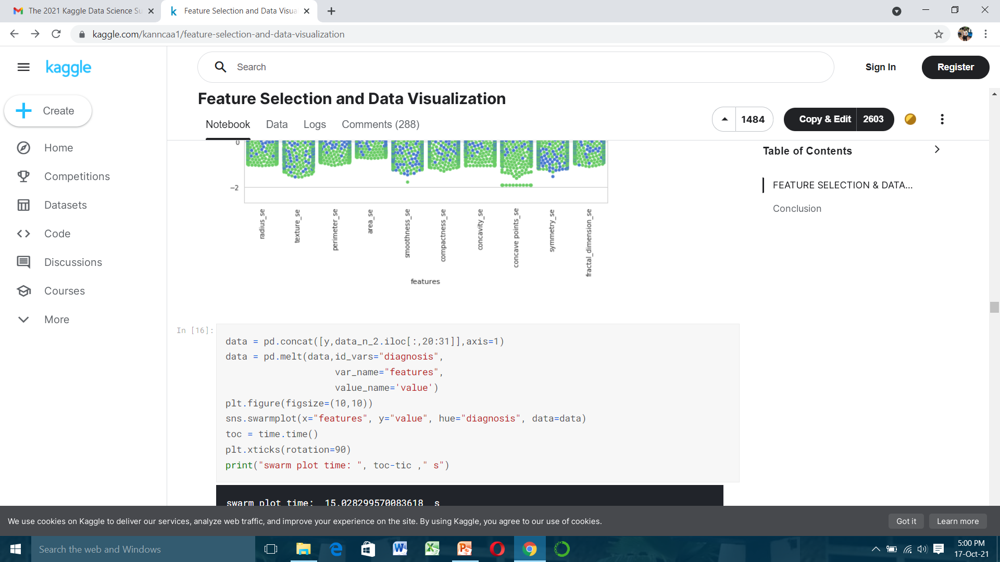 The 2021 Kaggle Data Science Su
Feature Selection and Data Visua
kaggle.com/kanncaa1/feature-selection-and-data-visualization
kaggle
Search
Sign In
Register
Create
Home
Competitions
Datasets
Code
Discussions
Courses
More
Feature Selection and Data Visualization
Notebook Data Logs Comments (288)
1484
Copy & Edit 2603
0
−2
radius_se
texture_se
perimeter_se
area_se
smoothness_se
compactness_se
concavity_se
concave points_se
symmetry_se
fractal_dimension_se
features
Table of Contents
FEATURE SELECTION & DATA...
Conclusion
In [16]:
data = pd.concat([y,data_n_2.iloc[:,20:31]],axis=1)
data = pd.melt(data,id_vars="diagnosis",
var_name="features",
value_name='value')
plt.figure(figsize=(10,10))
sns.swarmplot(x="features", y="value", hue="diagnosis", data=data)
toc = time.time()
plt.xticks(rotation=90)
print("swarm plot time: ", toc-tic ," s")
swarm plot time: 15.028299570083618 s
We use cookies on Kaggle to deliver our services, analyze web traffic, and improve your experience on the site. By using Kaggle, you agree to our use of cookies.
Got it
Learn more
Search the web and Windows
5:00 PM
17-Oct-21